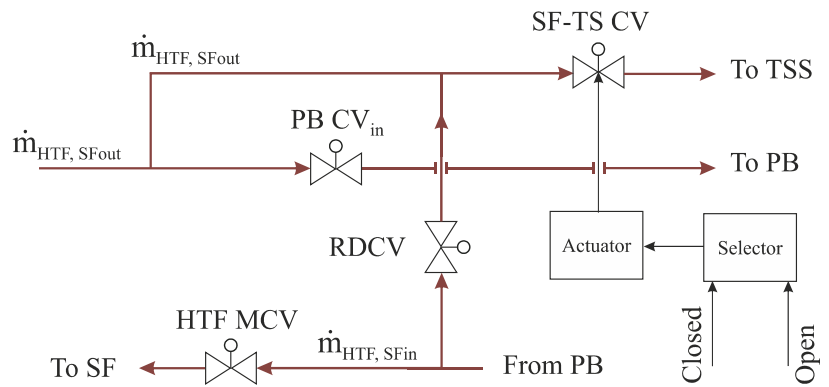 SF-TS CV
ṁHTF, SFout
To TSS
PB CVin
ṁHTF, SFout
To PB
RDCV
Actuator
Selector
HTF MCV
ṁHTF, SFin
To SF
From PB
Closed
Open